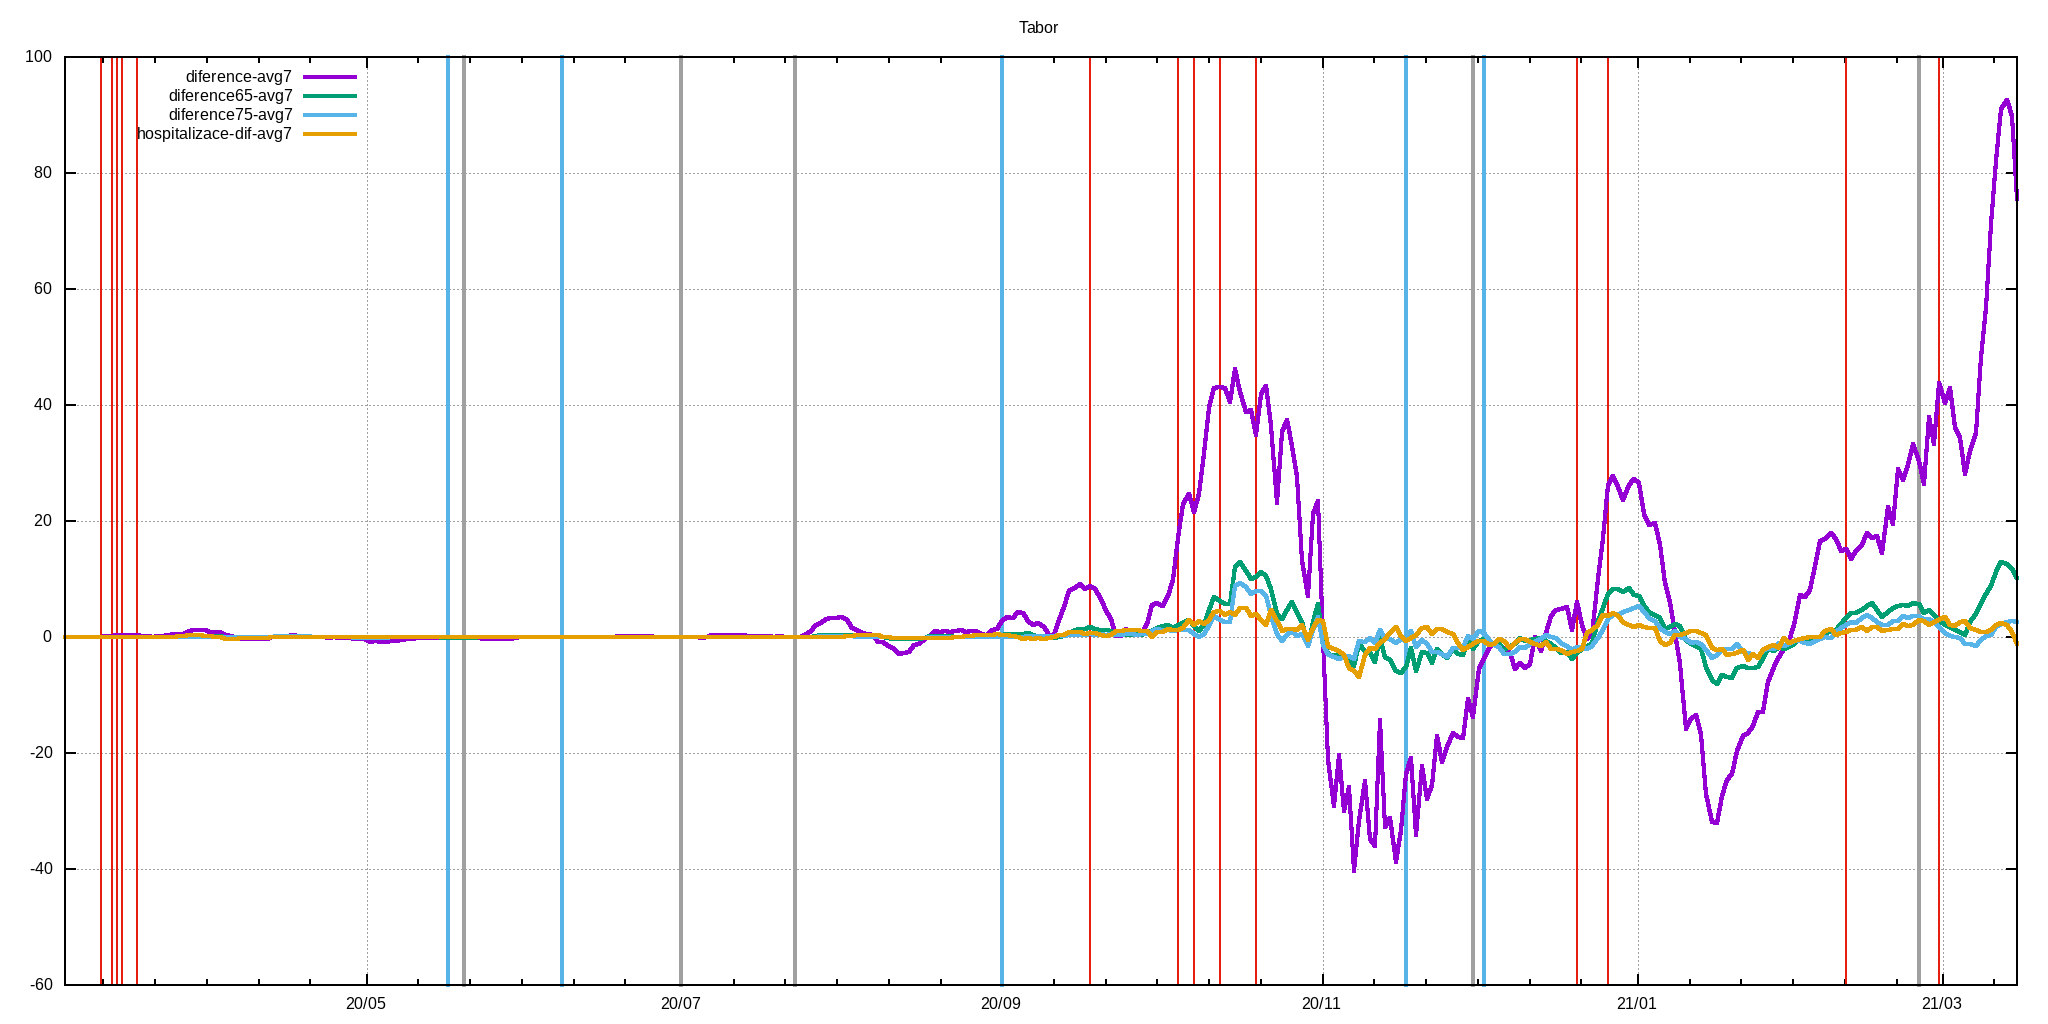 Tabor
diference-avg7
diference65-avg7
diference75-avg7
hospitalizace-dif-avg7
100
80
60
40
20
0
-20
-40
-60
20/05 20/07 20/09 20/11 21/01 21/03